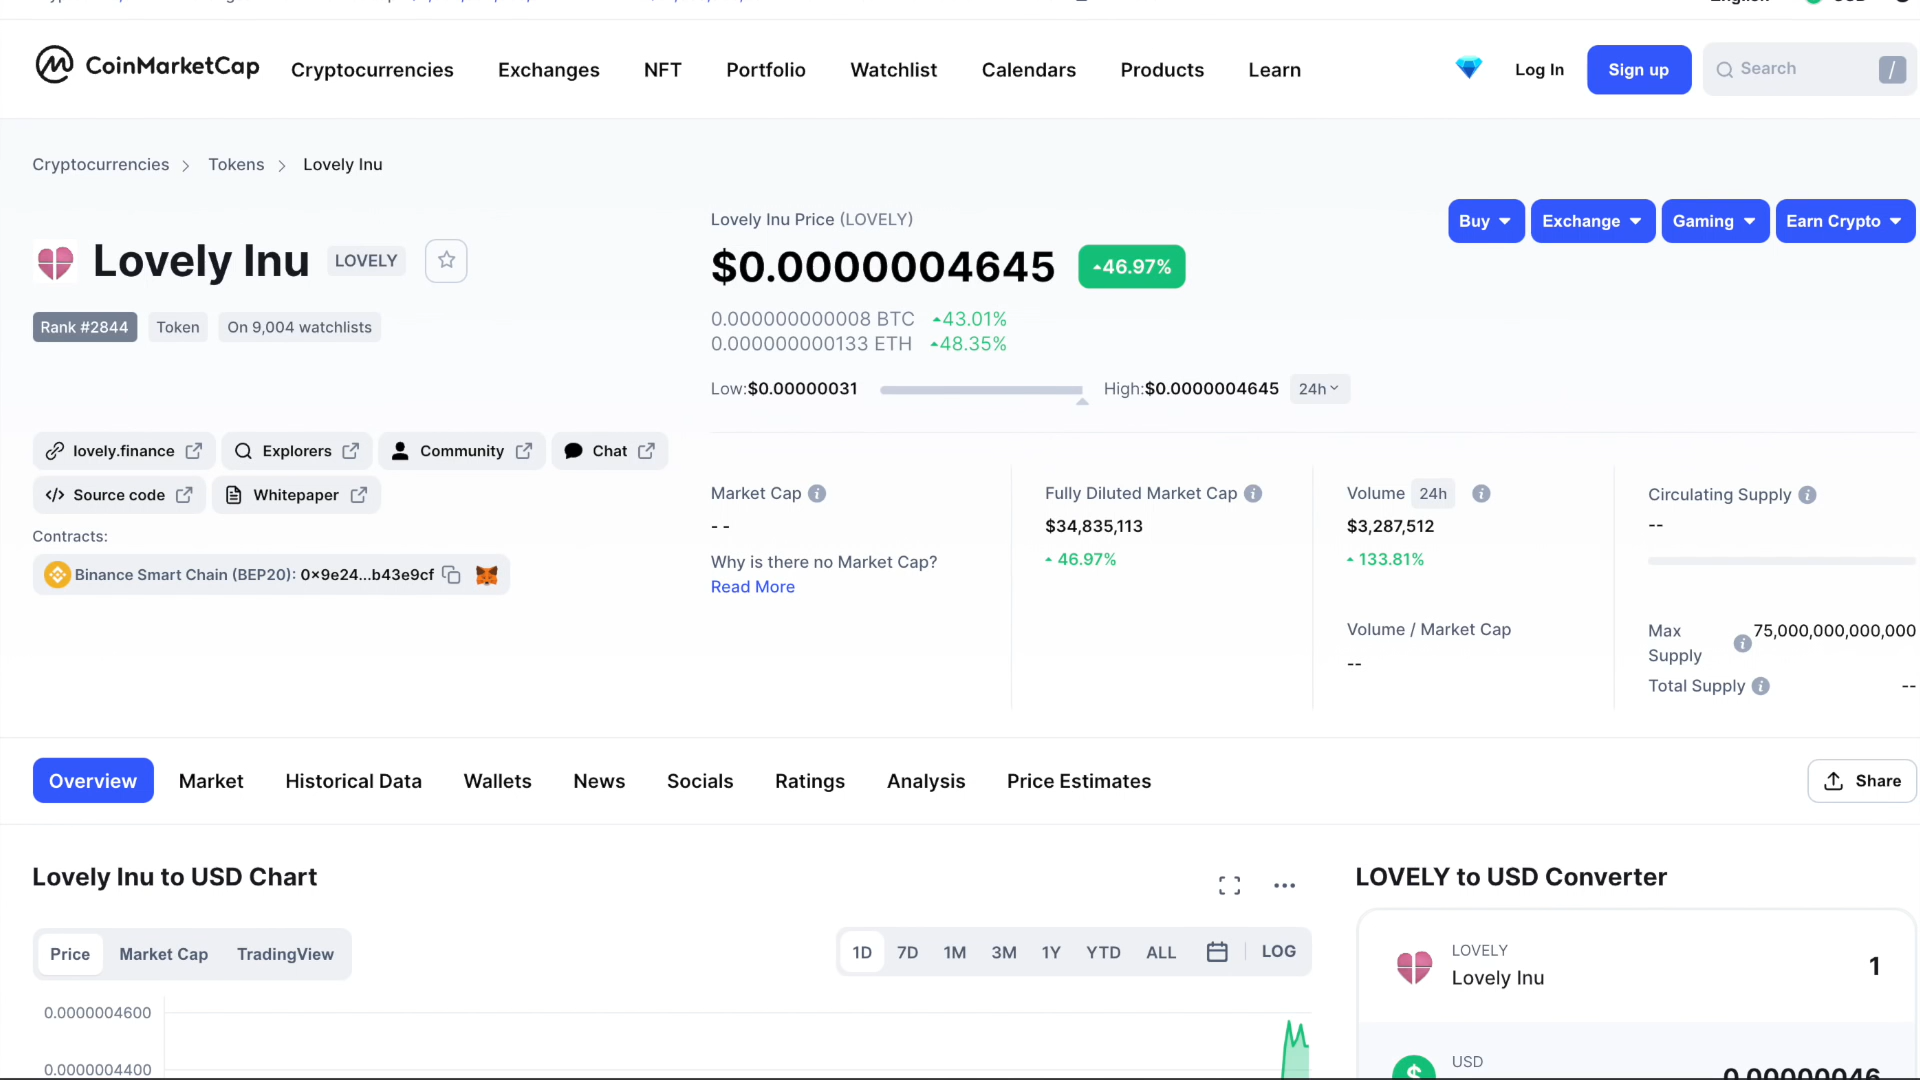 CoinMarketCap
Cryptocurrencies Exchanges NFT Portfolio Watchlist Calendars Products Learn
Log In
Sign up
Search
/
Cryptocurrencies > Tokens > Lovely Inu
Lovely Inu LOVELY
Rank #2844 Token On 9,004 watchlists
lovely.finance Explorers Community Chat
Source code Whitepaper
Contracts:
Binance Smart Chain (BEP20): 0x9e24...b43e9cf
Lovely Inu Price (LOVELY)
$0.0000004645 46.97%
0.000000000008 BTC 43.01%
0.000000000133 ETH 48.35%
Low:$0.00000031 High:$0.0000004645 24h
Buy Exchange Gaming Earn Crypto
Market Cap
- -
Why is there no Market Cap?
Read More
Fully Diluted Market Cap
$34,835,113
46.97%
Volume 24h
$3,287,512
133.81%
Volume / Market Cap
--
Circulating Supply
--
Max Supply 75,000,000,000,000
Total Supply --
Overview Market Historical Data Wallets News Socials Ratings Analysis Price Estimates
Share
Lovely Inu to USD Chart
Price Market Cap TradingView
1D 7D 1M 3M 1Y YTD ALL LOG
0.0000004600
0.0000004400
LOVELY to USD Converter
LOVELY
Lovely Inu
1
USD